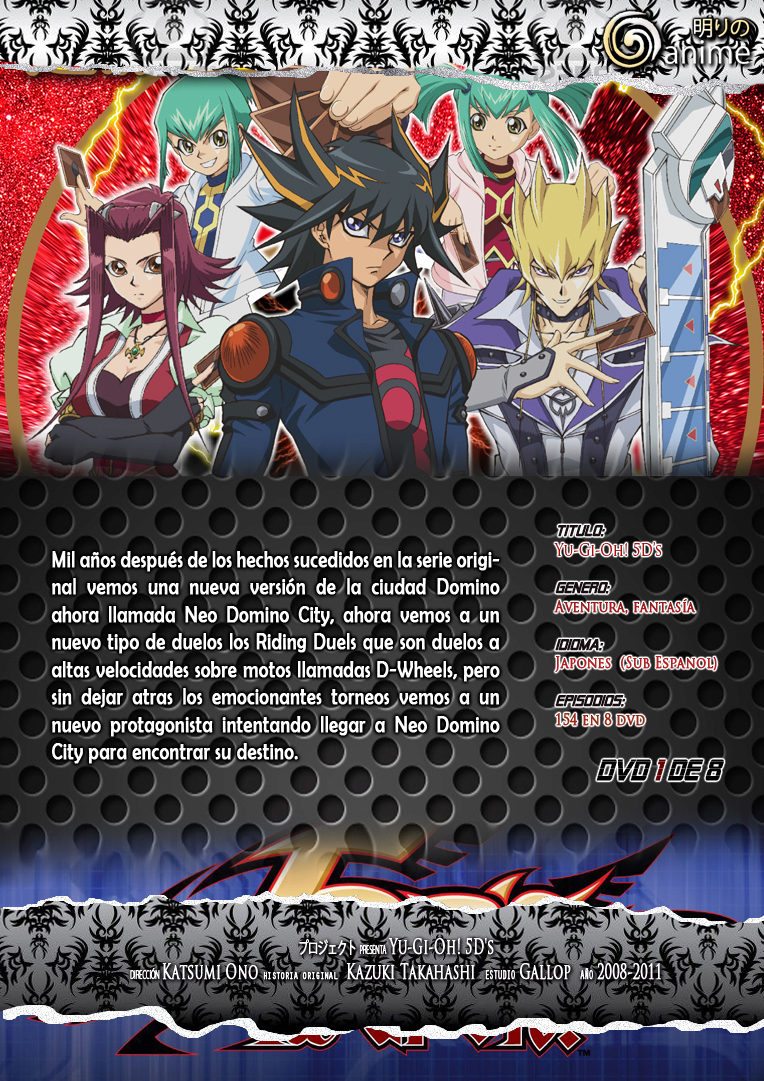 明りの
anime
Mil años después de los hechos sucedidos en la serie origi-
nal vemos una nueva versión de la ciudad Domino
ahora llamada Neo Domino City, ahora vemos a un
nuevo tipo de duelos los Riding Duels que son duelos a
altas velocidades sobre motos llamadas D-Wheels, pero
sin dejar atras los emocionantes torneos vemos a un
nuevo protagonista intentando llegar a Neo Domino
City para encontrar su destino.
TITULO:
YU-GI-OH! 5D'S
GENERO:
AVENTURA, FANTASÍA
IDIOMA:
JAPONES (SUB ESPANOL)
EPISODIOS:
154 EN 8 DVD
DVD 1 DE 8
プロジェクト PRESENTA YU-GI-OH! 5D'S
DIRECCIÓN KATSUMI ONO HISTORIA ORIGINAL KAZUKI TAKAHASHI ESTUDIO GALLOP AÑO 2008-2011
TM